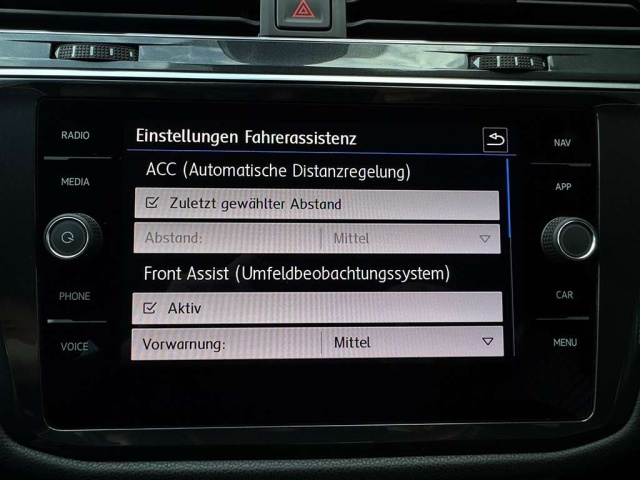 RADIO
MEDIA
PHONE
VOICE
Einstellungen Fahrerassistenz
ACC (Automatische Distanzregelung)
Zuletzt gewählter Abstand
Abstand: Mittel
Front Assist (Umfeldbeobachtungssystem)
Aktiv
Vorwarnung: Mittel
NAV
APP
CAR
MENU